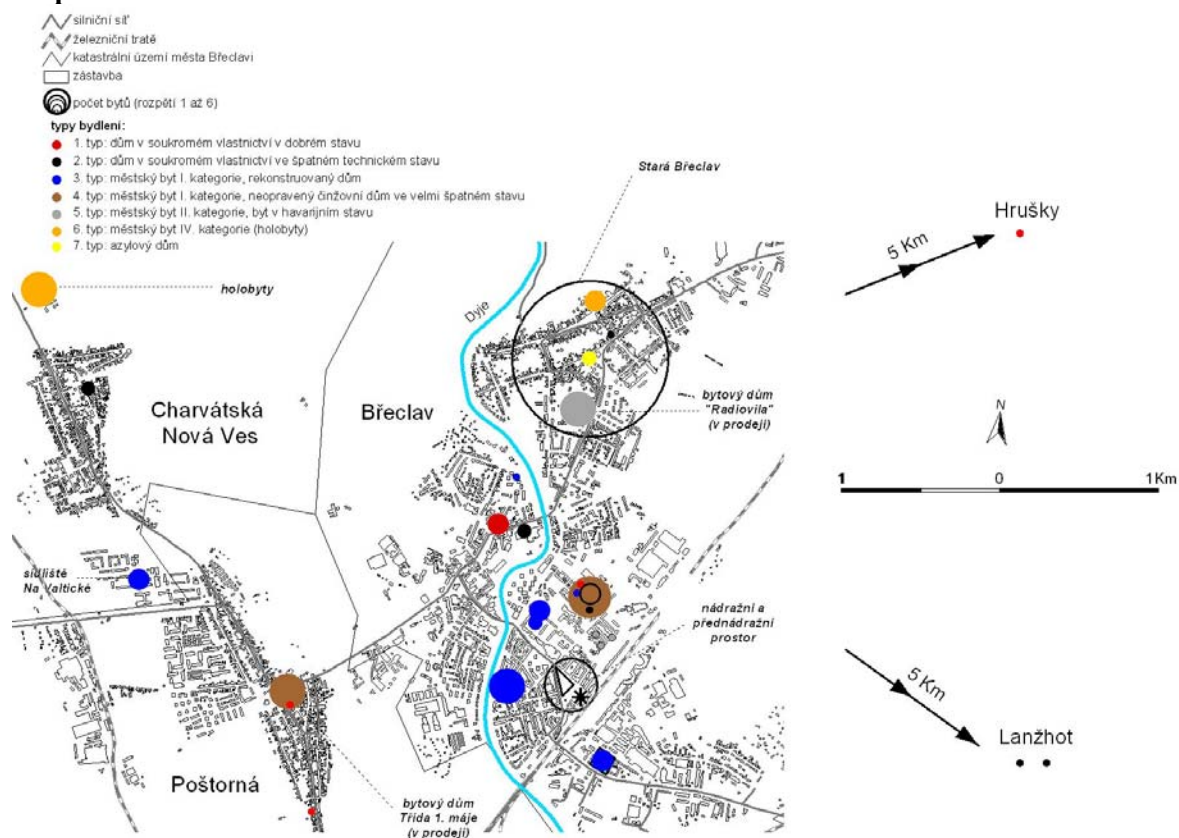 silniční síť
železniční tratě
katastrální území města Břeclavi
zástavba
počet bytů (rozpětí 1 až 6)
typy bydlení:
1. typ: dům v soukromém vlastnictví v dobrém stavu
2. typ: dům v soukromém vlastnictví ve špatném technickém stavu
3. typ: městský byt I. kategorie, rekonstruovaný dům
4. typ: městský byt I. kategorie, neopravený činžovní dům ve velmi špatném stavu
5. typ: městský byt II. kategorie, byt v havarijním stavu
6. typ: městský byt IV. kategorie (holobyty)
7. typ: azylový dům
Stará Břeclav
Hrušky
5 Km
holobyty
Dyje
Charvátská
Nová Ves
Břeclav
bytový dům
"Radiovila"
(v prodeji)
N
1 0 1 Km
sídliště
Na Valtické
nádražní a
přednádražní
prostor
5 Km
Lanžhot
Poštorná
bytový dům
Třída 1. máje
(v prodeji)